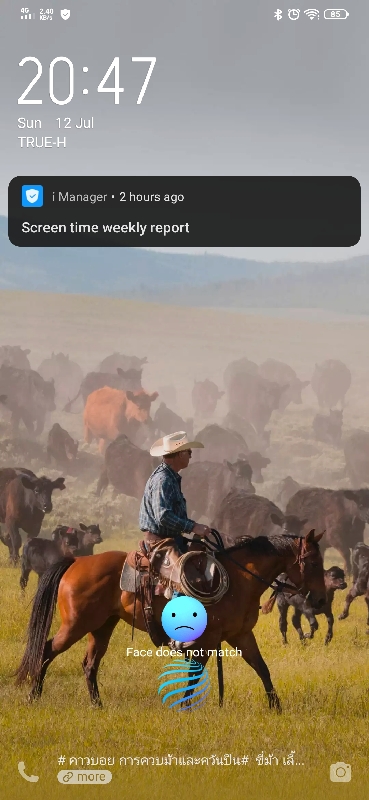 4G 2.40 KB/s 85
20:47
Sun 12 Jul
TRUE-H
i Manager • 2 hours ago
Screen time weekly report
Face does not match
# คาวบอย การควบม้าและควันปืน# ขี่ม้า เลี้...
more